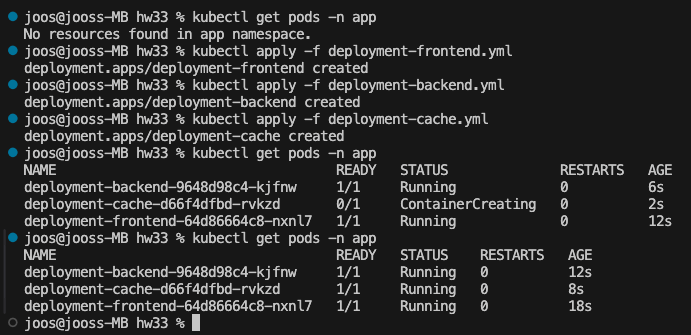 joos@jooss-MB hw33 % kubectl get pods -n app
No resources found in app namespace.
joos@jooss-MB hw33 % kubectl apply -f deployment-frontend.yml
deployment.apps/deployment-frontend created
joos@jooss-MB hw33 % kubectl apply -f deployment-backend.yml
deployment.apps/deployment-backend created
joos@jooss-MB hw33 % kubectl apply -f deployment-cache.yml
deployment.apps/deployment-cache created
joos@jooss-MB hw33 % kubectl get pods -n app
NAME READY STATUS RESTARTS AGE
deployment-backend-9648d98c4-kjfnw 1/1 Running 0 6s
deployment-cache-d66f4dfbd-rvkzd 0/1 ContainerCreating 0 2s
deployment-frontend-64d86664c8-nxnl7 1/1 Running 0 12s
joos@jooss-MB hw33 % kubectl get pods -n app
NAME READY STATUS RESTARTS AGE
deployment-backend-9648d98c4-kjfnw 1/1 Running 0 12s
deployment-cache-d66f4dfbd-rvkzd 1/1 Running 0 8s
deployment-frontend-64d86664c8-nxnl7 1/1 Running 0 18s
joos@jooss-MB hw33 %